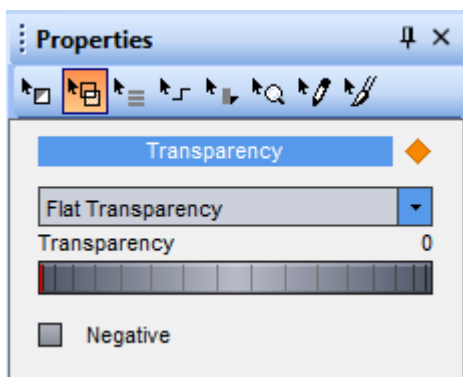 Properties
Transparency
Flat Transparency
Transparency 0
Negative